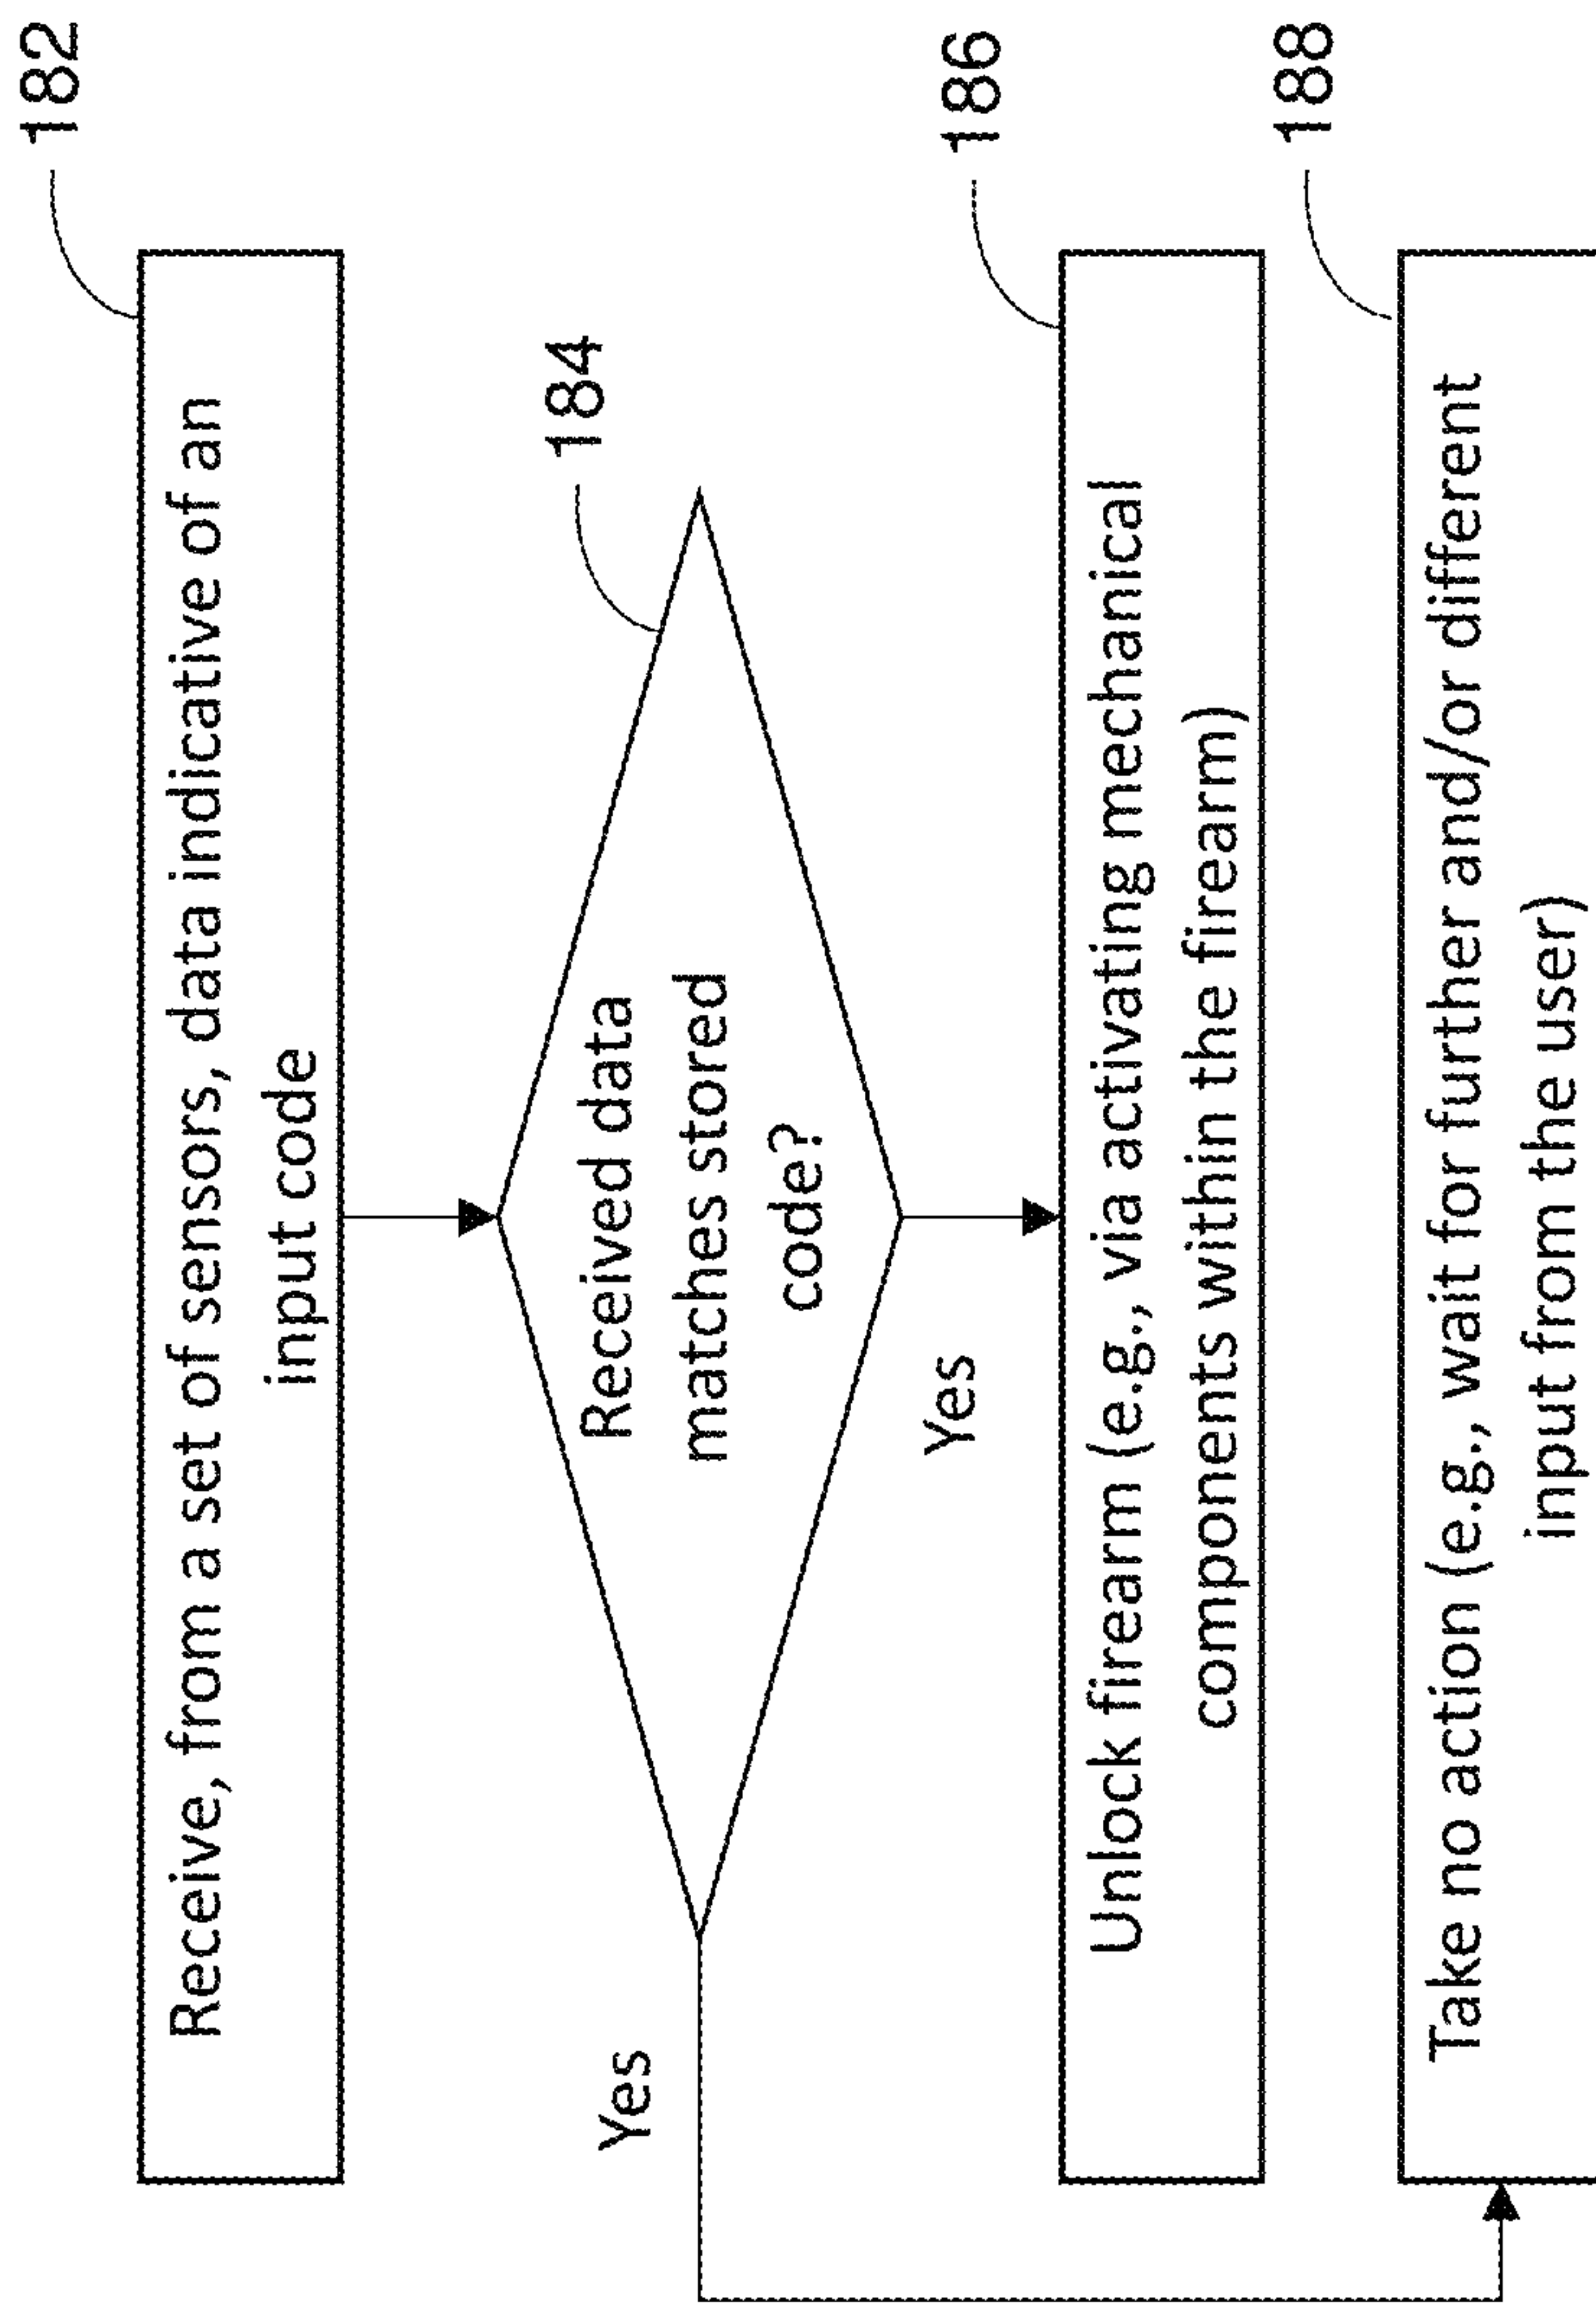 182
Receive, from a set of sensors, data indicative of an
input code
184
Received data
matches stored
code?
Yes
Yes
186
Unlock firearm (e.g., via activating mechanical
components within the firearm)
188
Take no action (e.g., wait for further and/or different
input from the user)